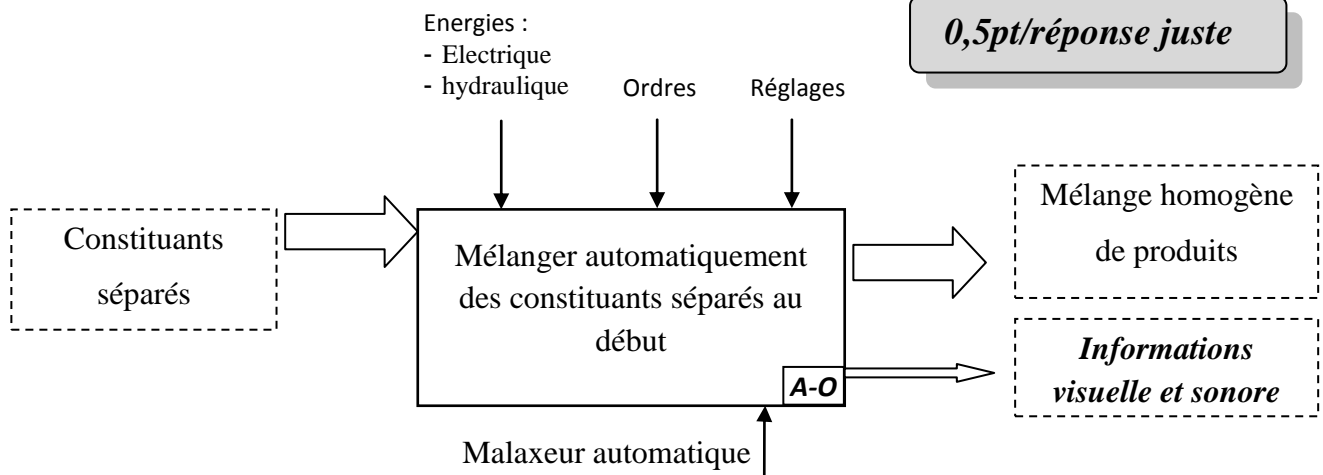 Energies :
- Electrique
- hydraulique
Ordres
Réglages
0,5pt/réponse juste
Constituants
séparés
Mélanger automatiquement
des constituants séparés au
début
A-O
Mélange homogène
de produits
Informations
visuelle et sonore
Malaxeur automatique